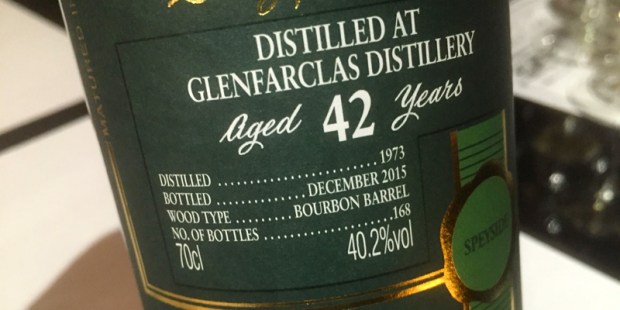 DISTILLED AT
GLENFARCLAS DISTILLERY
Aged 42 Years
DISTILLED ........................ 1973
BOTTLED ............... DECEMBER 2015
WOOD TYPE ............ BOURBON BARREL
NO. OF BOTTLES .................... 168
70cl 40.2%vol
SPEYSIDE